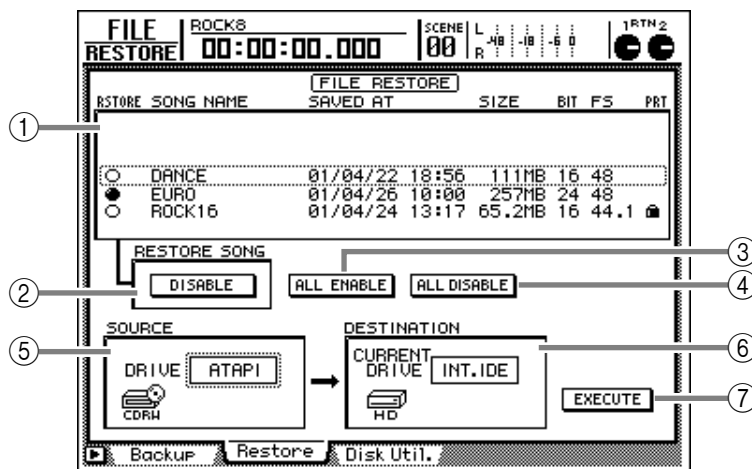 FILE RESTORE
ROCK8
00:00:00.000
SCENE 00
L R -48 -18 -6 0
1 RTN 2
FILE RESTORE
RSTORE SONG NAME SAVED AT SIZE BIT FS PRT
DANCE 01/04/22 18:56 111MB 16 48
EURO 01/04/26 10:00 257MB 24 48
ROCK16 01/04/24 13:17 65.2MB 16 44.1
1
RESTORE SONG
DISABLE
ALL ENABLE
ALL DISABLE
2
3
4
SOURCE
DRIVE ATAPI
CDRW
5
DESTINATION
CURRENT DRIVE INT.IDE
HD
6
EXECUTE
7
Backup Restore Disk Util.